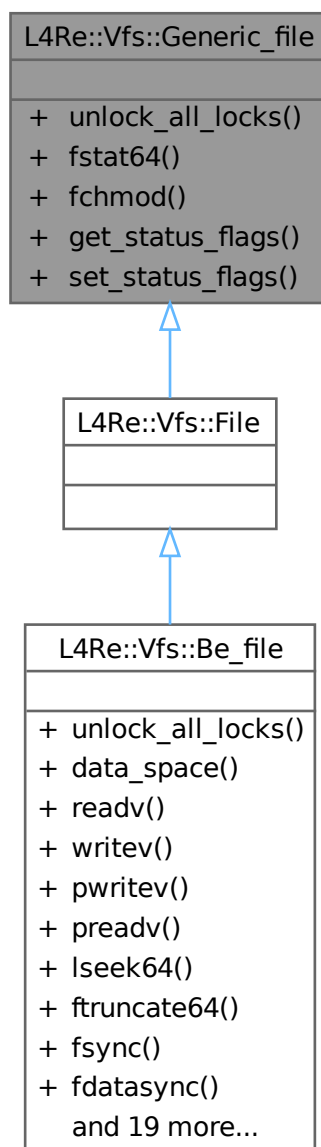 L4Re::Vfs::Generic_file
+ unlock_all_locks()
+ fstat64()
+ fchmod()
+ get_status_flags()
+ set_status_flags()
L4Re::Vfs::File
L4Re::Vfs::Be_file
+ unlock_all_locks()
+ data_space()
+ readv()
+ writev()
+ pwritev()
+ preadv()
+ lseek64()
+ ftruncate64()
+ fsync()
+ fdatasync()
and 19 more...